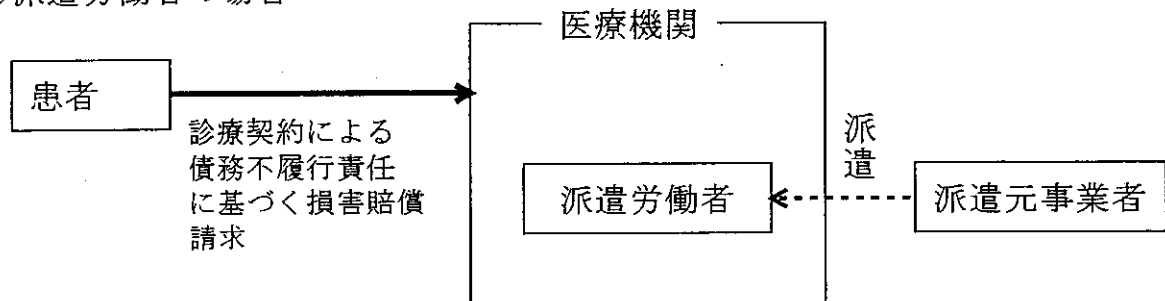 派遣労働者の場合
医療機関
患者
診療契約による
債務不履行責任
に基づく損害賠償
請求
派遣
派遣労働者
派遣元事業者